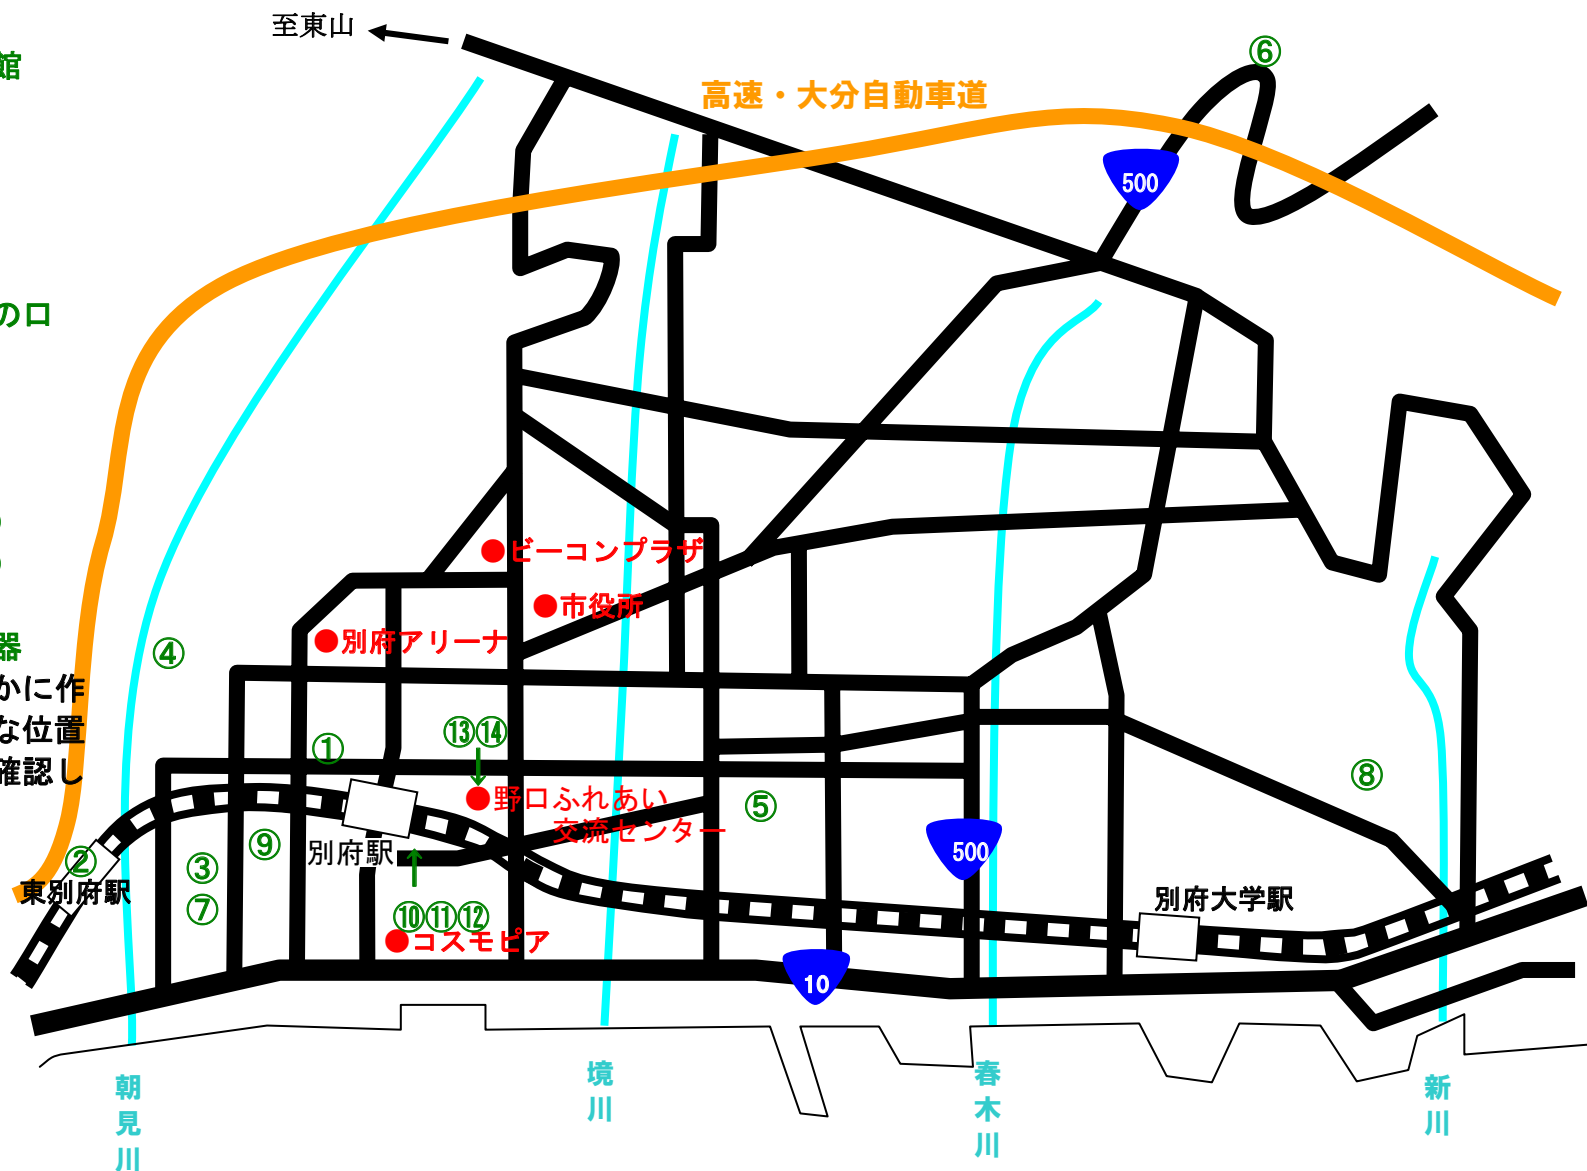 至東山
館
⑥
高速・大分自動車道
500
の口
ビーコンプラザ
市役所
別府アリーナ
器
④
かに作
な位置
確認し
⑬⑭
①
野口ふれあい
交流センター
⑧
⑤
500
⑨
別府駅
②
③
東別府駅
⑦
⑩⑪⑫
別府大学駅
コスモピア
10
朝見川
境川
春木川
新川